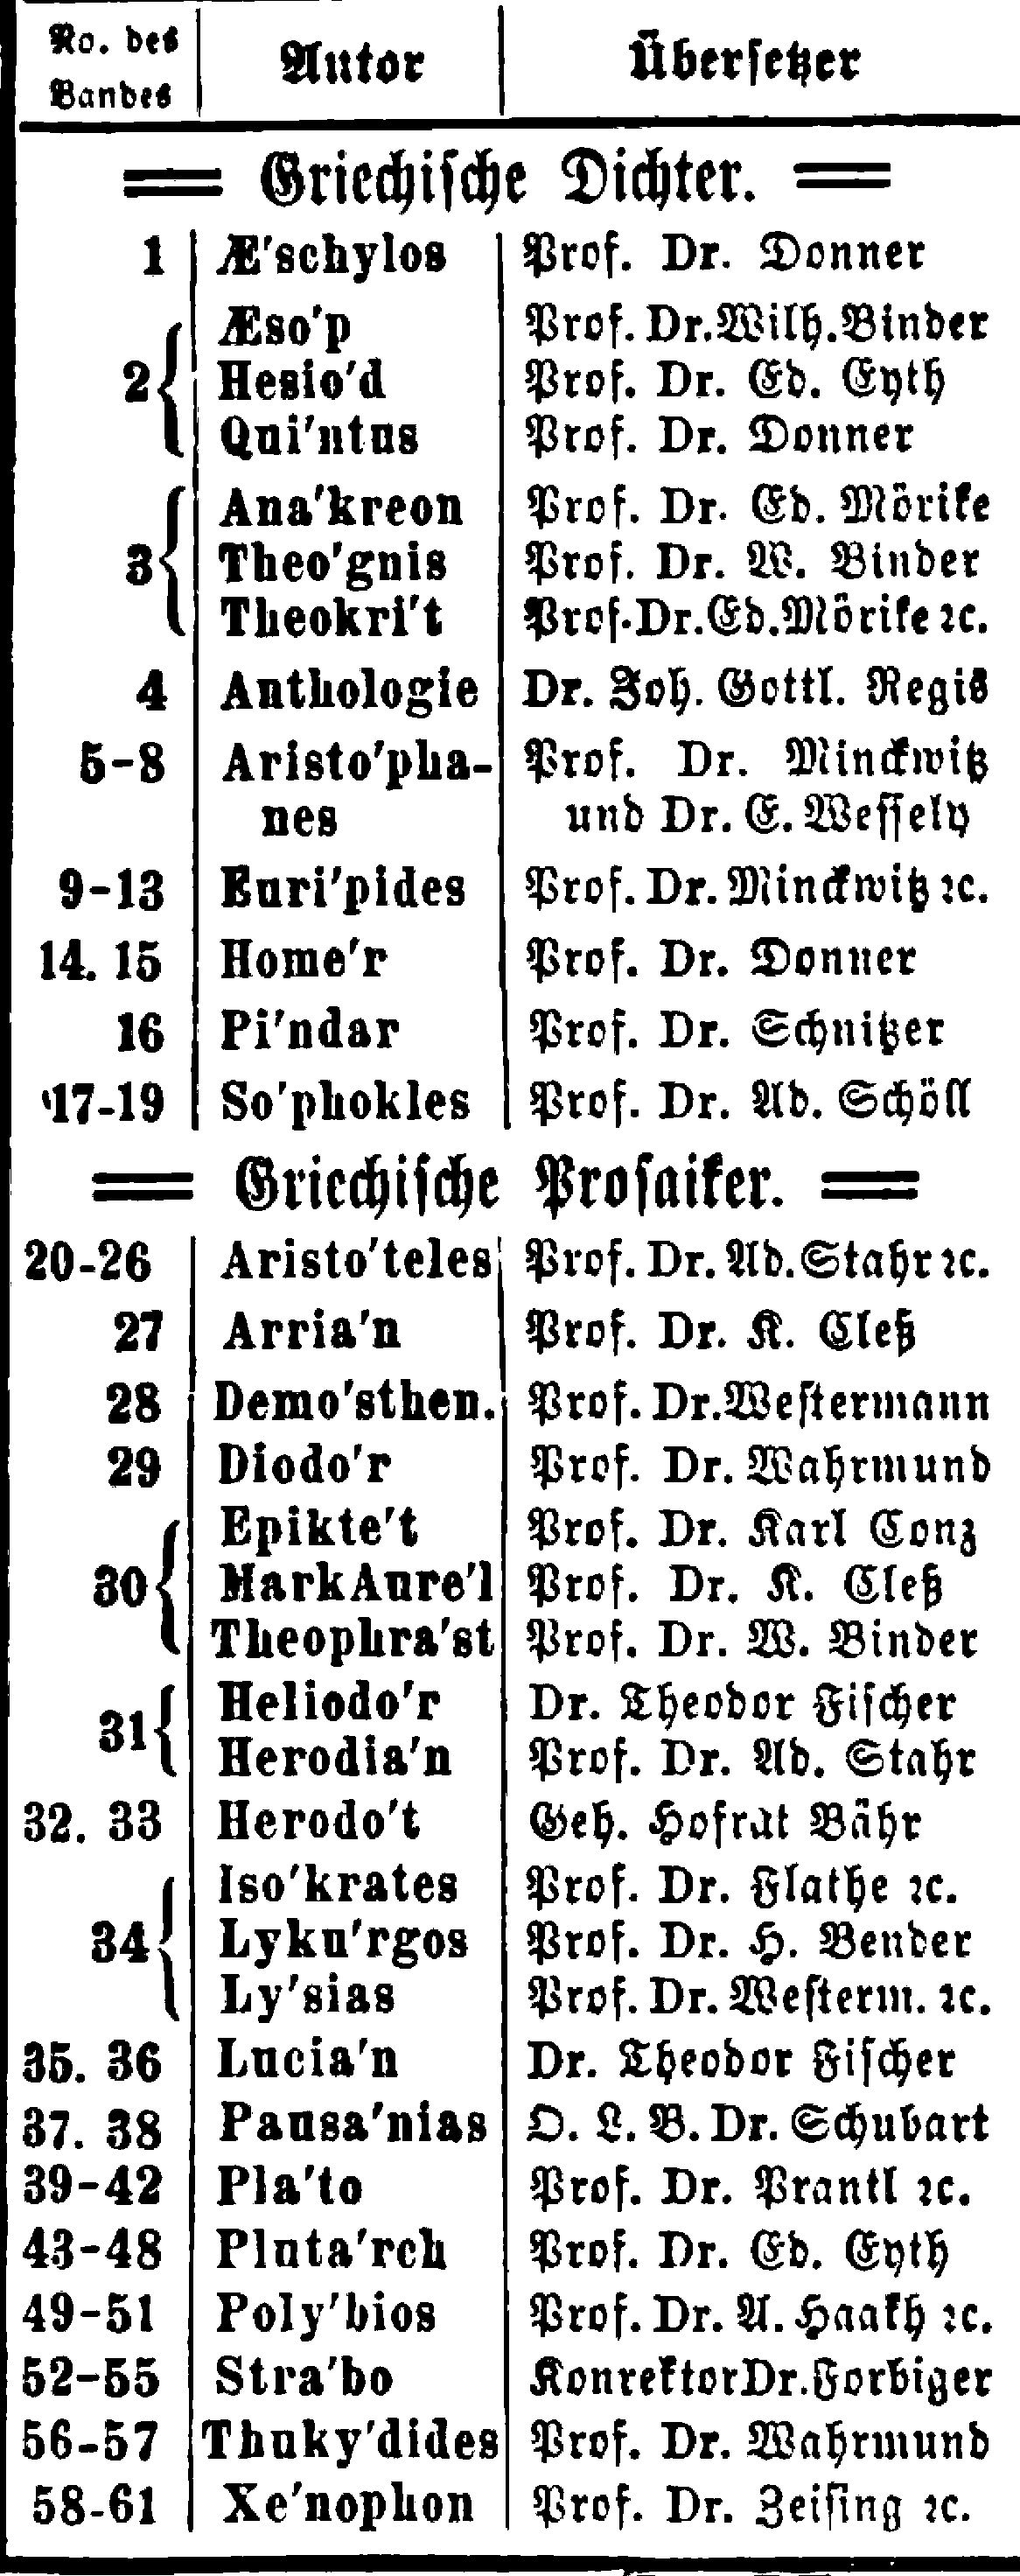 No. des Bandes | Autor | Übersetzer
Griechische Dichter.
1 Æ'schylos Prof. Dr. Donner
Æso'p Prof. Dr. Wilh. Binder
2 Hesio'd Prof. Dr. Ed. Eyth
Qui'ntus Prof. Dr. Donner
Ana'kreon Prof. Dr. Ed. Mörike
3 Theo'gnis Prof. Dr. W. Binder
Theokri't Prof. Dr. Ed. Mörike ꝛc.
4 Anthologie Dr. Joh. Gottl. Regis
5-8 Aristo'pha- Prof. Dr. Minckwitz
nes und Dr. E. Wessely
9-13 Euri'pides Prof. Dr. Minckwitz ꝛc.
14. 15 Home'r Prof. Dr. Donner
16 Pi'ndar Prof. Dr. Schnitzer
17-19 So'phokles Prof. Dr. Ad. Schöll
Griechische Prosaiker.
20-26 Aristo'teles Prof. Dr. Ad. Stahr ꝛc.
27 Arria'n Prof. Dr. K. Cleß
28 Demo'sthen. Prof. Dr. Westermann
29 Diodo'r Prof. Dr. Wahrmund
Epikte't Prof. Dr. Karl Conz
30 Mark Aure'l Prof. Dr. K. Cleß
Theophra'st Prof. Dr. W. Binder
31 Heliodo'r Dr. Theodor Fischer
Herodia'n Prof. Dr. Ad. Stahr
32. 33 Herodo't Geh. Hofrat Bähr
Iso'krates Prof. Dr. Flathe ꝛc.
34 Lyku'rgos Prof. Dr. H. Bender
Ly'sias Prof. Dr. Westerm. ꝛc.
35. 36 Lucia'n Dr. Theodor Fischer
37. 38 Pausa'nias O. L. B. Dr. Schubart
39-42 Pla'to Prof. Dr. Prantl ꝛc.
43-48 Pluta'rch Prof. Dr. Ed. Eyth
49-51 Poly'bios Prof. Dr. A. Haakh ꝛc.
52-55 Stra'bo Konrektor Dr. Forbiger
56-57 Thuky'dides Prof. Dr. Wahrmund
58-61 Xe'nophon Prof. Dr. Zeising ꝛc.